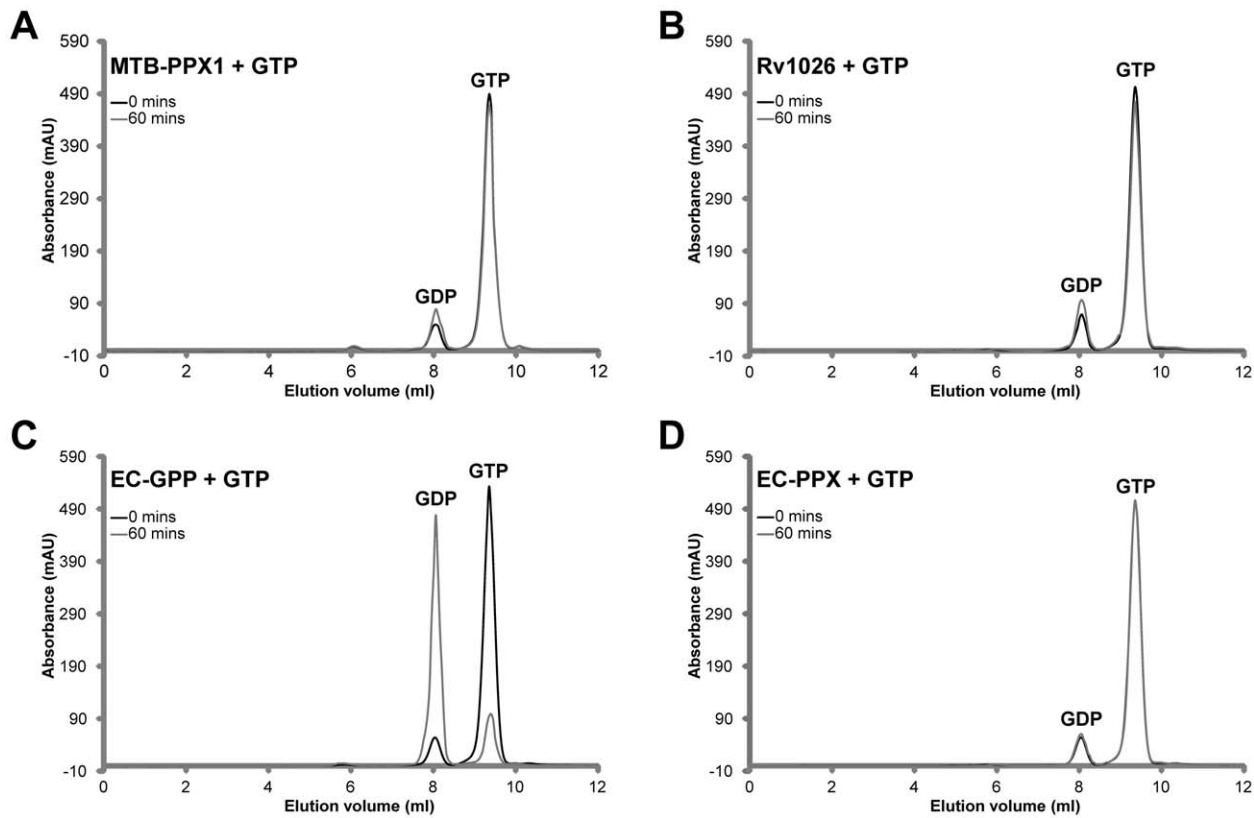 A
MTB-PPX1 + GTP
0 mins
60 mins
GDP
GTP
590
490
390
290
190
90
-10
Absorbance (mAU)
0 2 4 6 8 10 12
Elution volume (ml)
B
Rv1026 + GTP
0 mins
60 mins
GDP
GTP
590
490
390
290
190
90
-10
Absorbance (mAU)
0 2 4 6 8 10 12
Elution volume (ml)
C
EC-GPP + GTP
0 mins
60 mins
GDP
GTP
590
490
390
290
190
90
-10
Absorbance (mAU)
0 2 4 6 8 10 12
Elution volume (ml)
D
EC-PPX + GTP
0 mins
60 mins
GDP
GTP
590
490
390
290
190
90
-10
Absorbance (mAU)
0 2 4 6 8 10 12
Elution volume (ml)